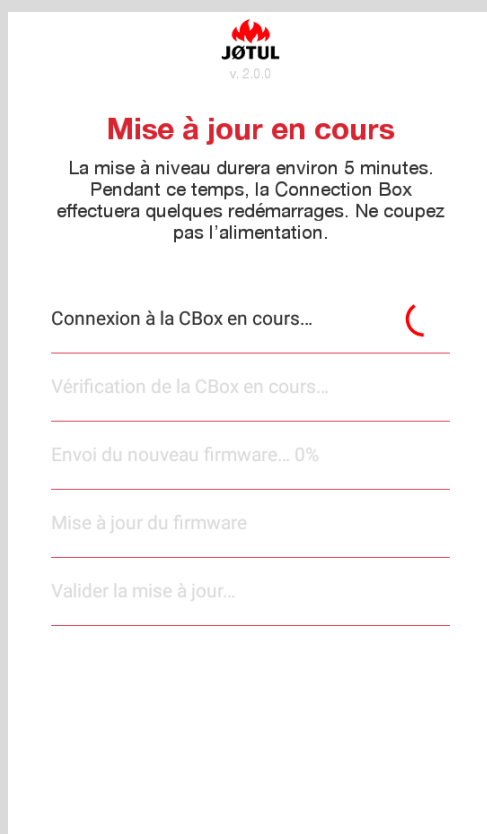 JØTUL
v. 2.0.0
Mise à jour en cours
La mise à niveau durera environ 5 minutes.
Pendant ce temps, la Connection Box
effectuera quelques redémarrages. Ne coupez
pas l'alimentation.
Connexion à la CBox en cours...
Vérification de la CBox en cours...
Envoi du nouveau firmware... 0%
Mise à jour du firmware
Valider la mise à jour...